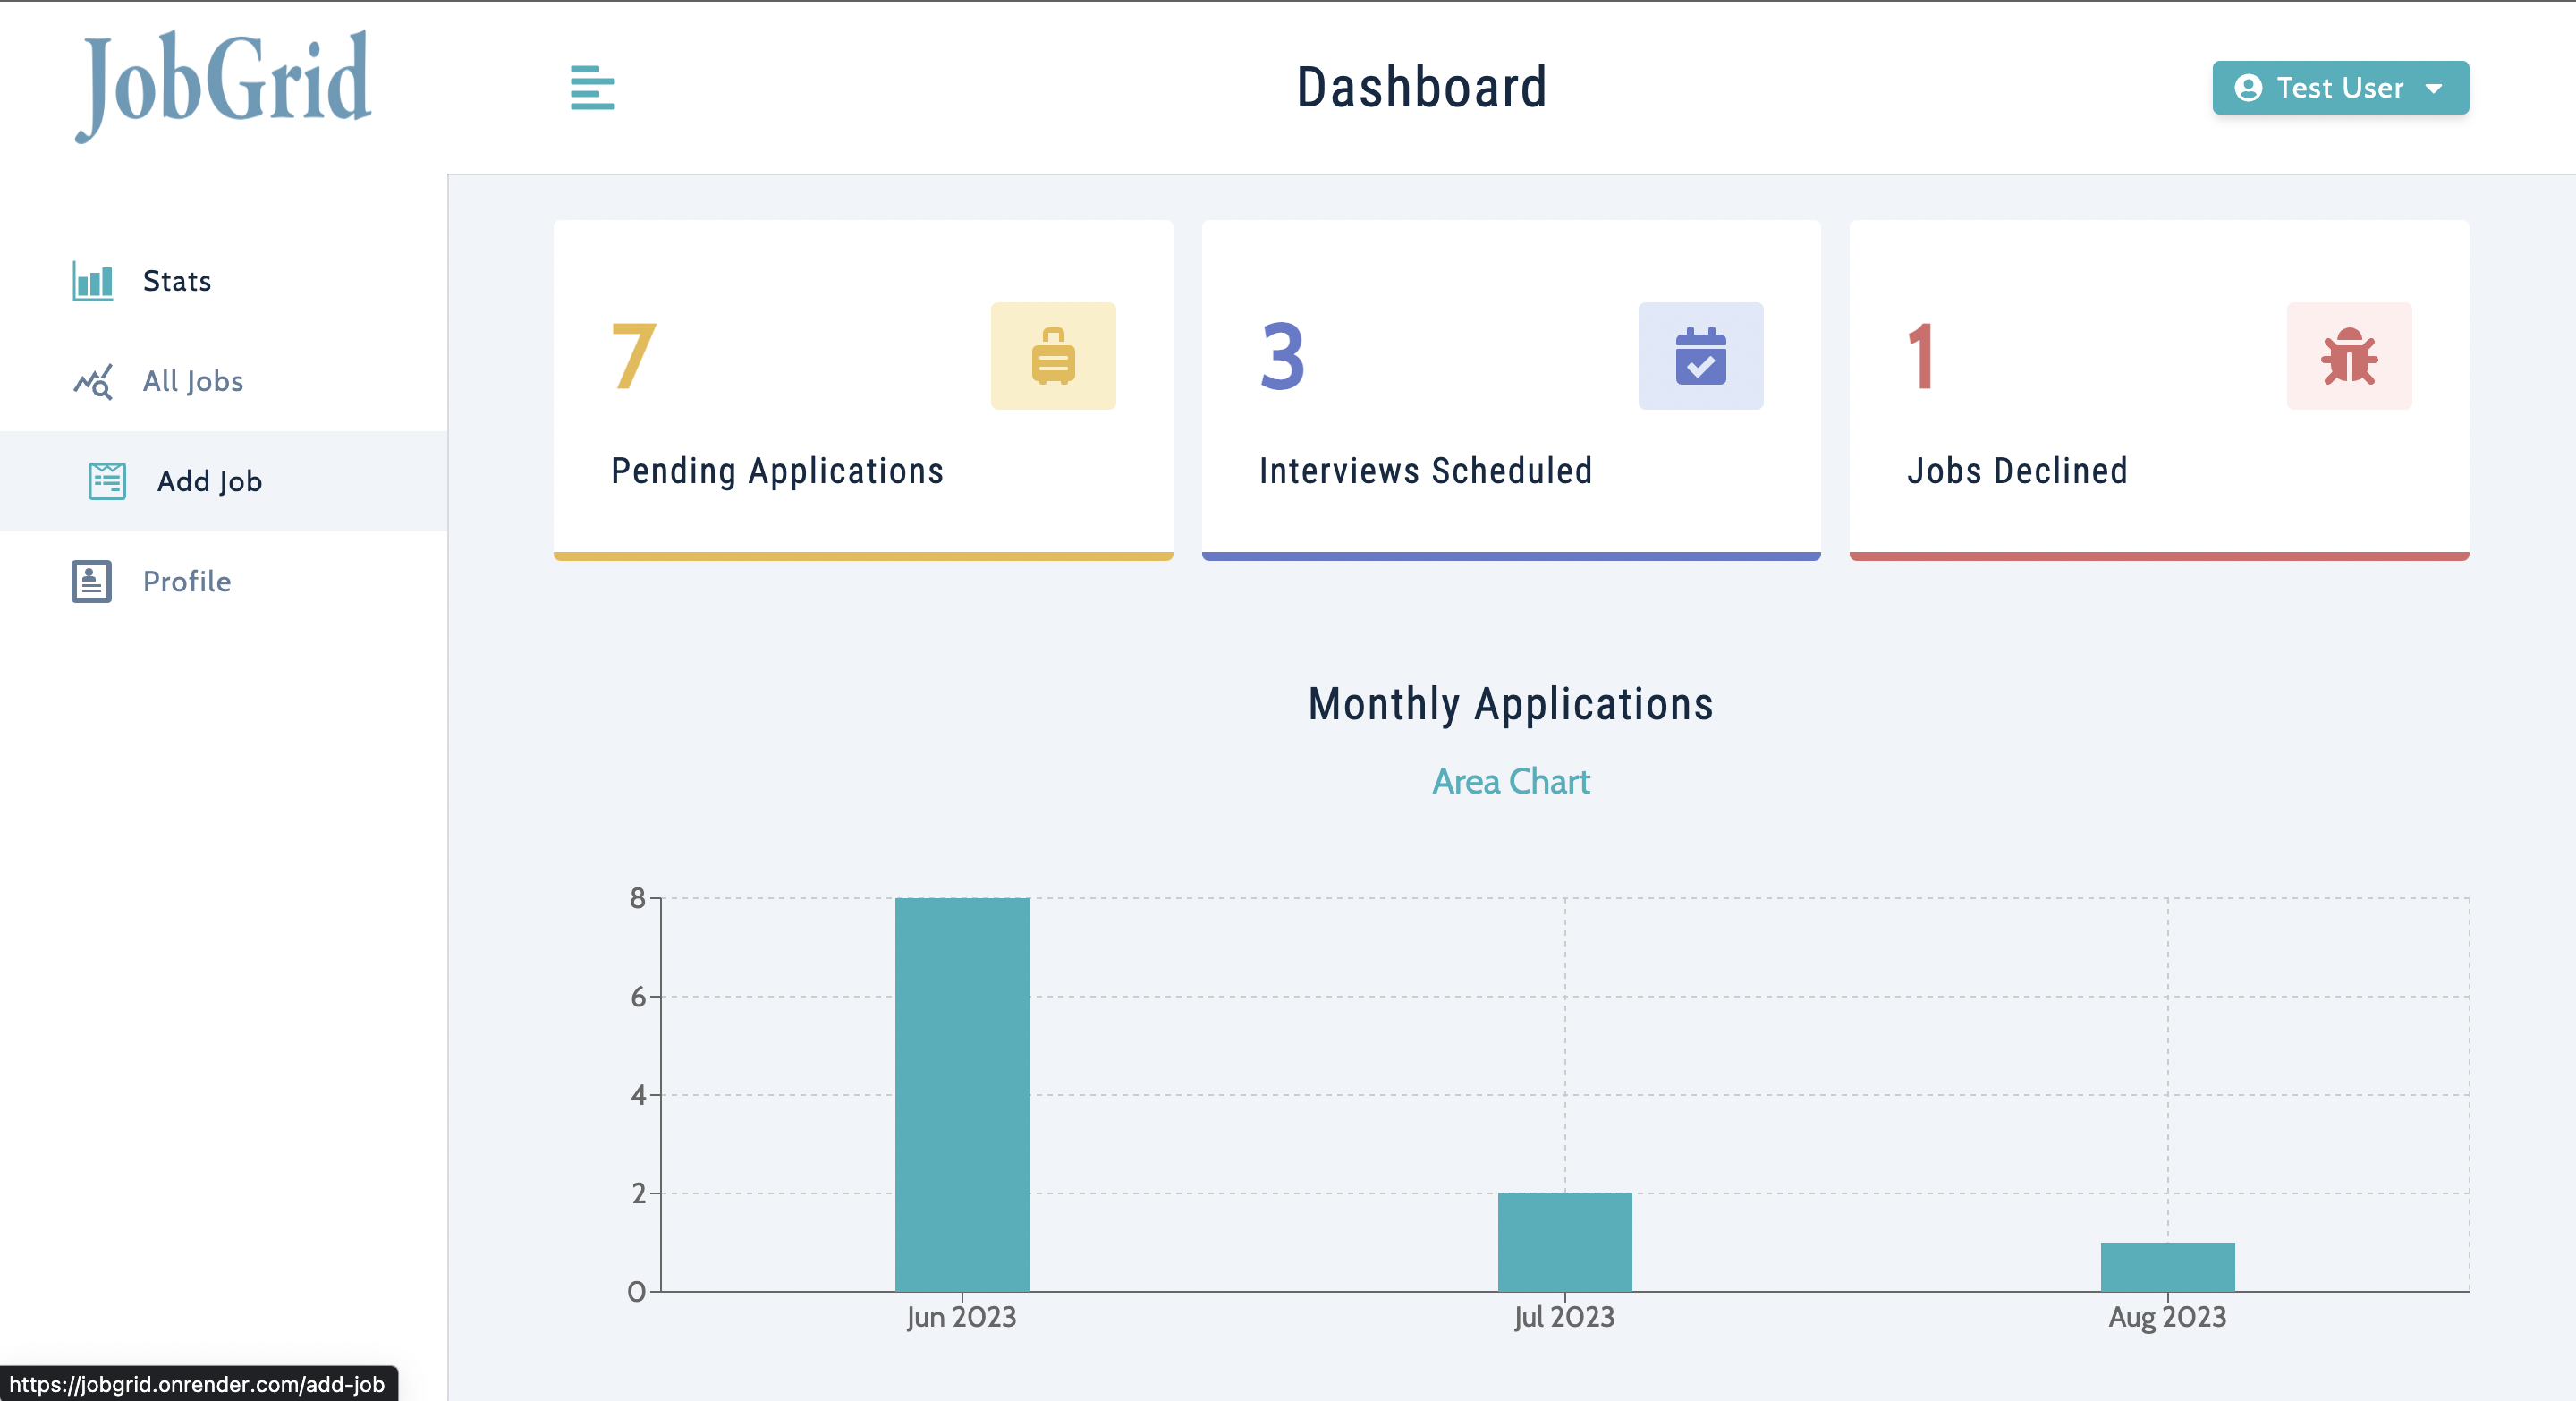 JobGrid
Dashboard
Test User
Stats
All Jobs
Add Job
Profile
7
Pending Applications
3
Interviews Scheduled
1
Jobs Declined
Monthly Applications
Area Chart
8
6
4
2
0
Jun 2023
Jul 2023
Aug 2023
https://jobgrid.onrender.com/add-job